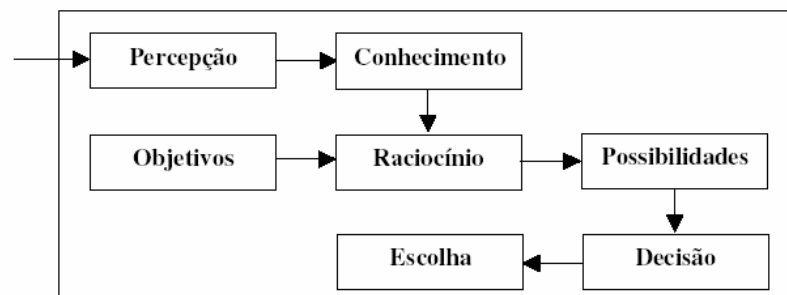 Percepção
Conhecimento
Objetivos
Raciocínio
Possibilidades
Escolha
Decisão